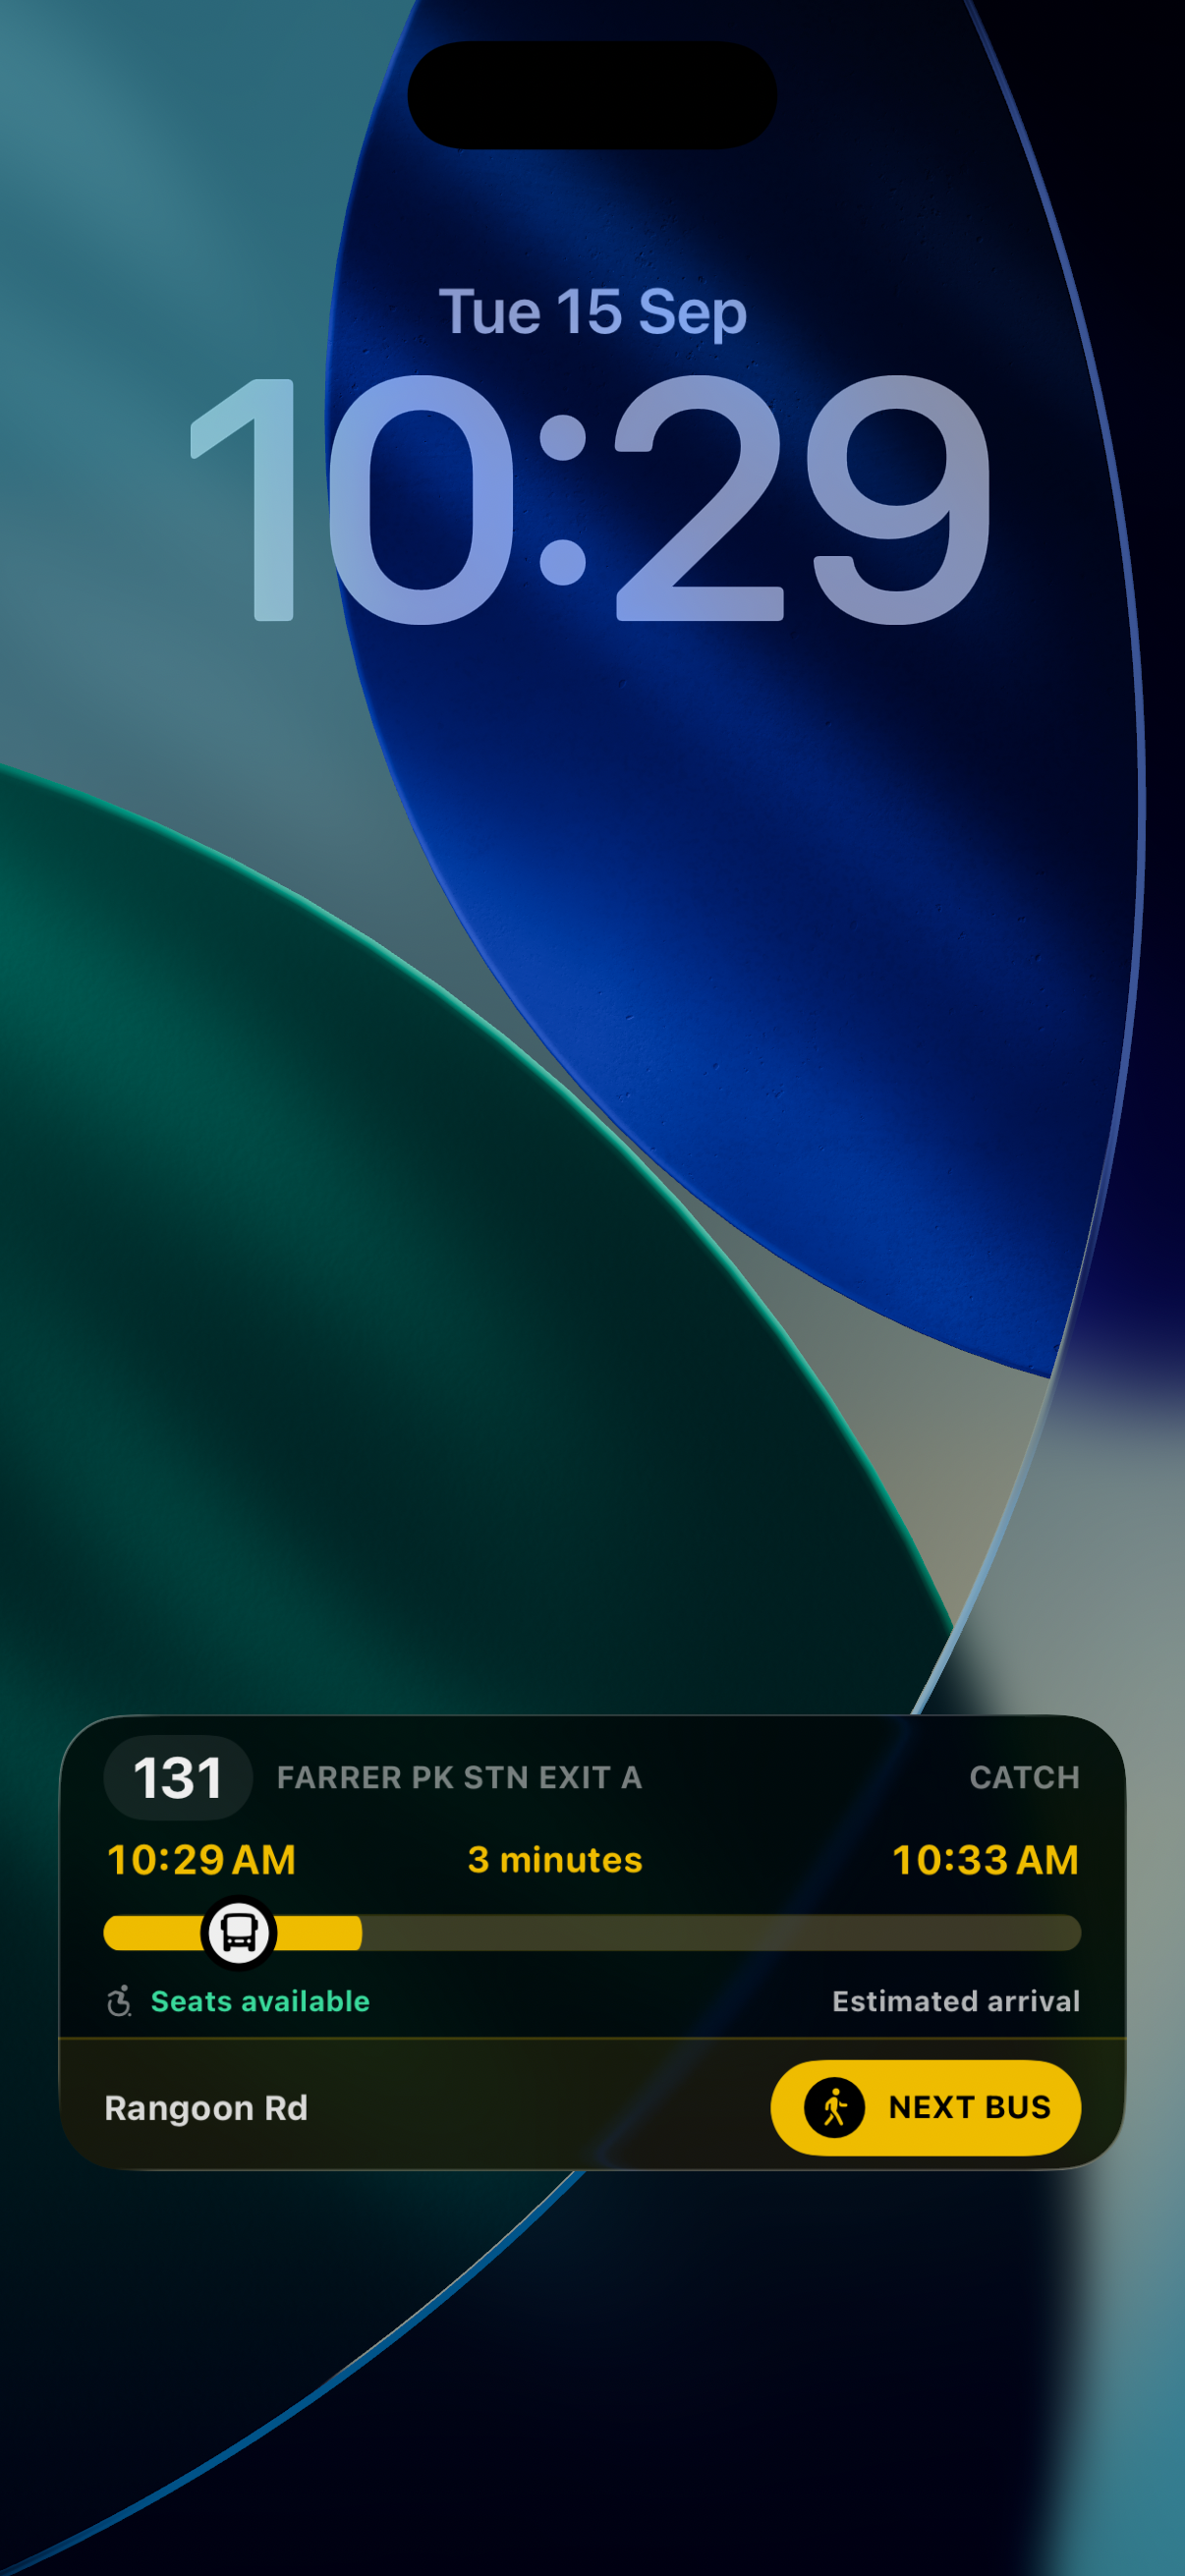 Tue 15 Sep
10:29
131 FARRER PK STN EXIT A CATCH
10:29 AM 3 minutes 10:33 AM
Seats available Estimated arrival
Rangoon Rd NEXT BUS